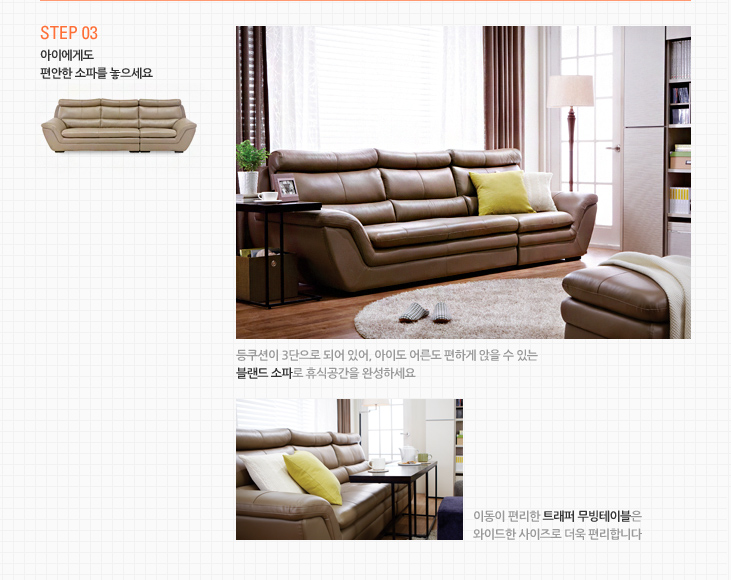 STEP 03
아이에게도
편안한 소파를 놓으세요
등쿠션이 3단으로 되어 있어, 아이도 어른도 편하게 앉을 수 있는
블랜드 소파로 휴식공간을 완성하세요
이동이 편리한 트래퍼 무빙테이블은
와이드한 사이즈로 더욱 편리합니다